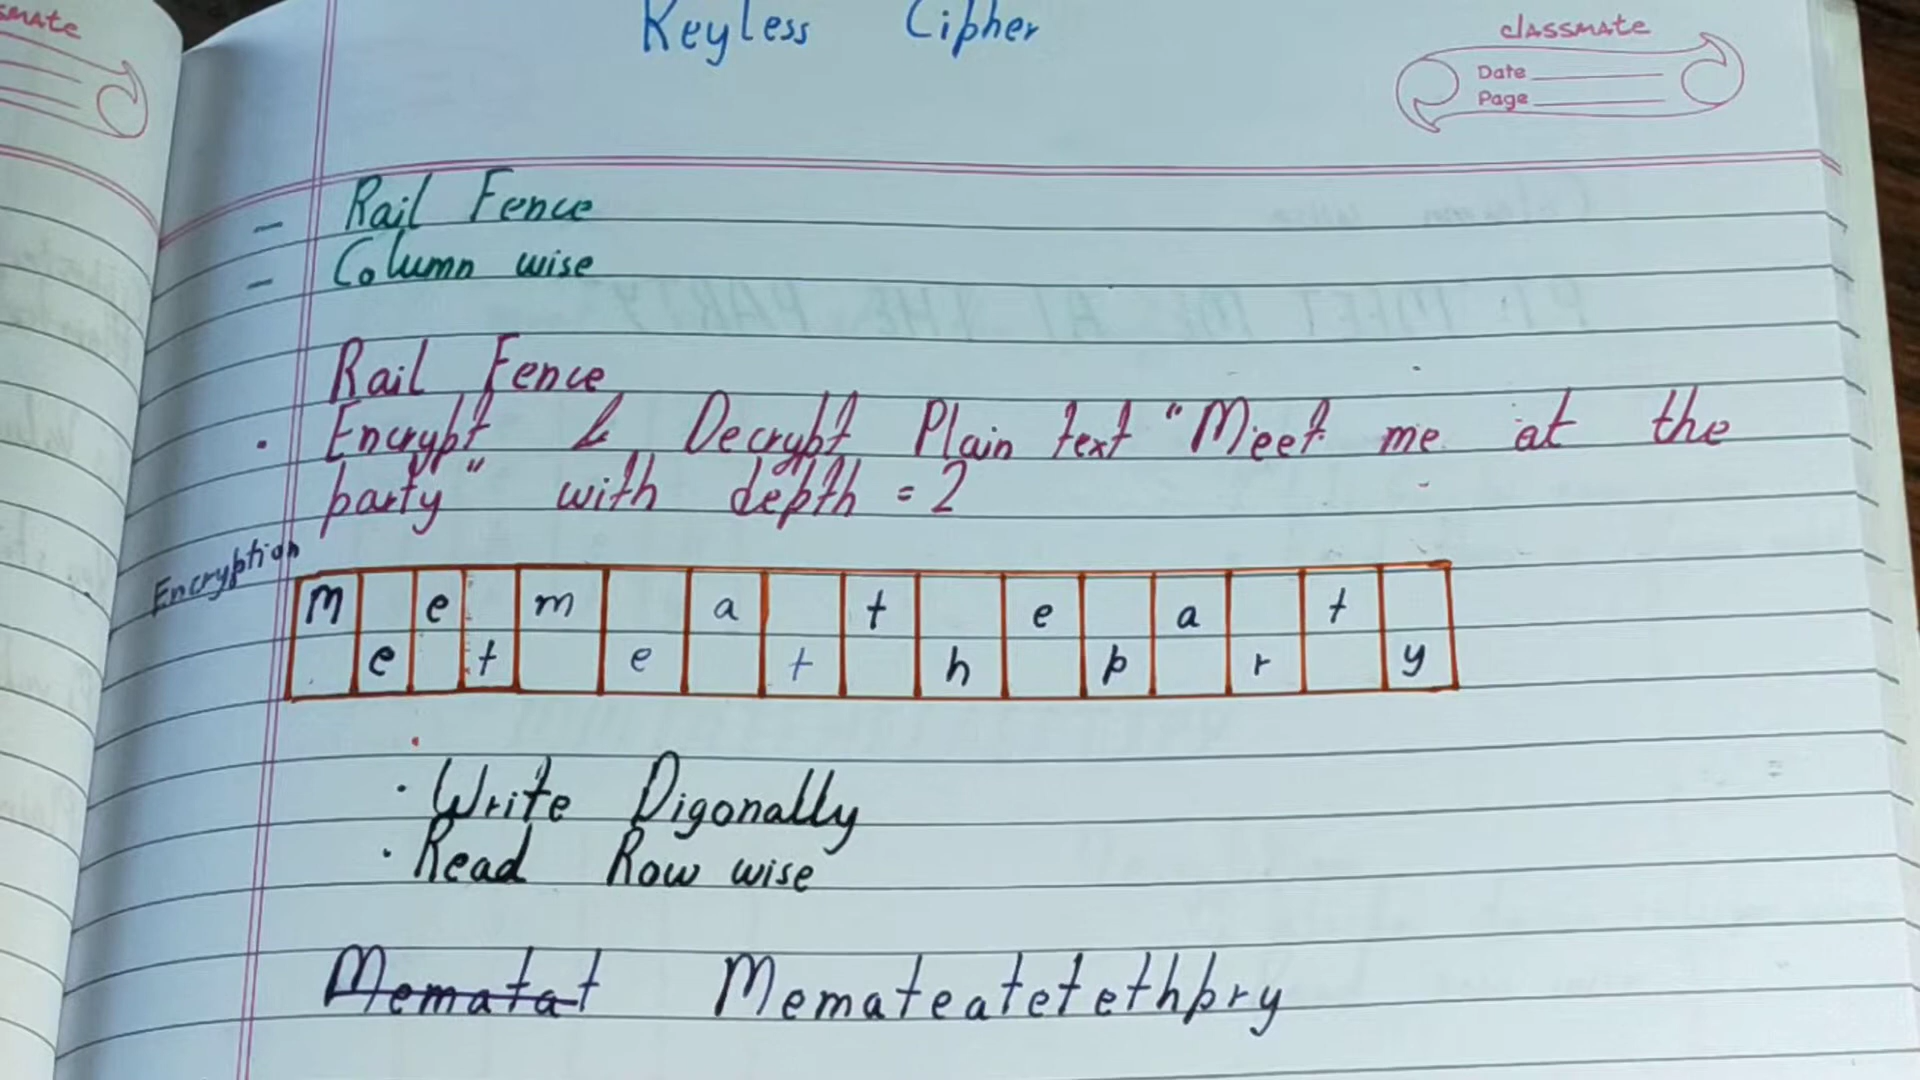 smate
Keyless Cipher
classmate
Date
Page
- Rail Fence
- Column wise
Rail Fence
· Encrypt & Decrypt Plain text "Meet me at the
party" with depth = 2
Encryption
M e m a t e a t
e t e t h p r y
· Write Digonally
· Read Row wise
Mematat Memateatetethpry